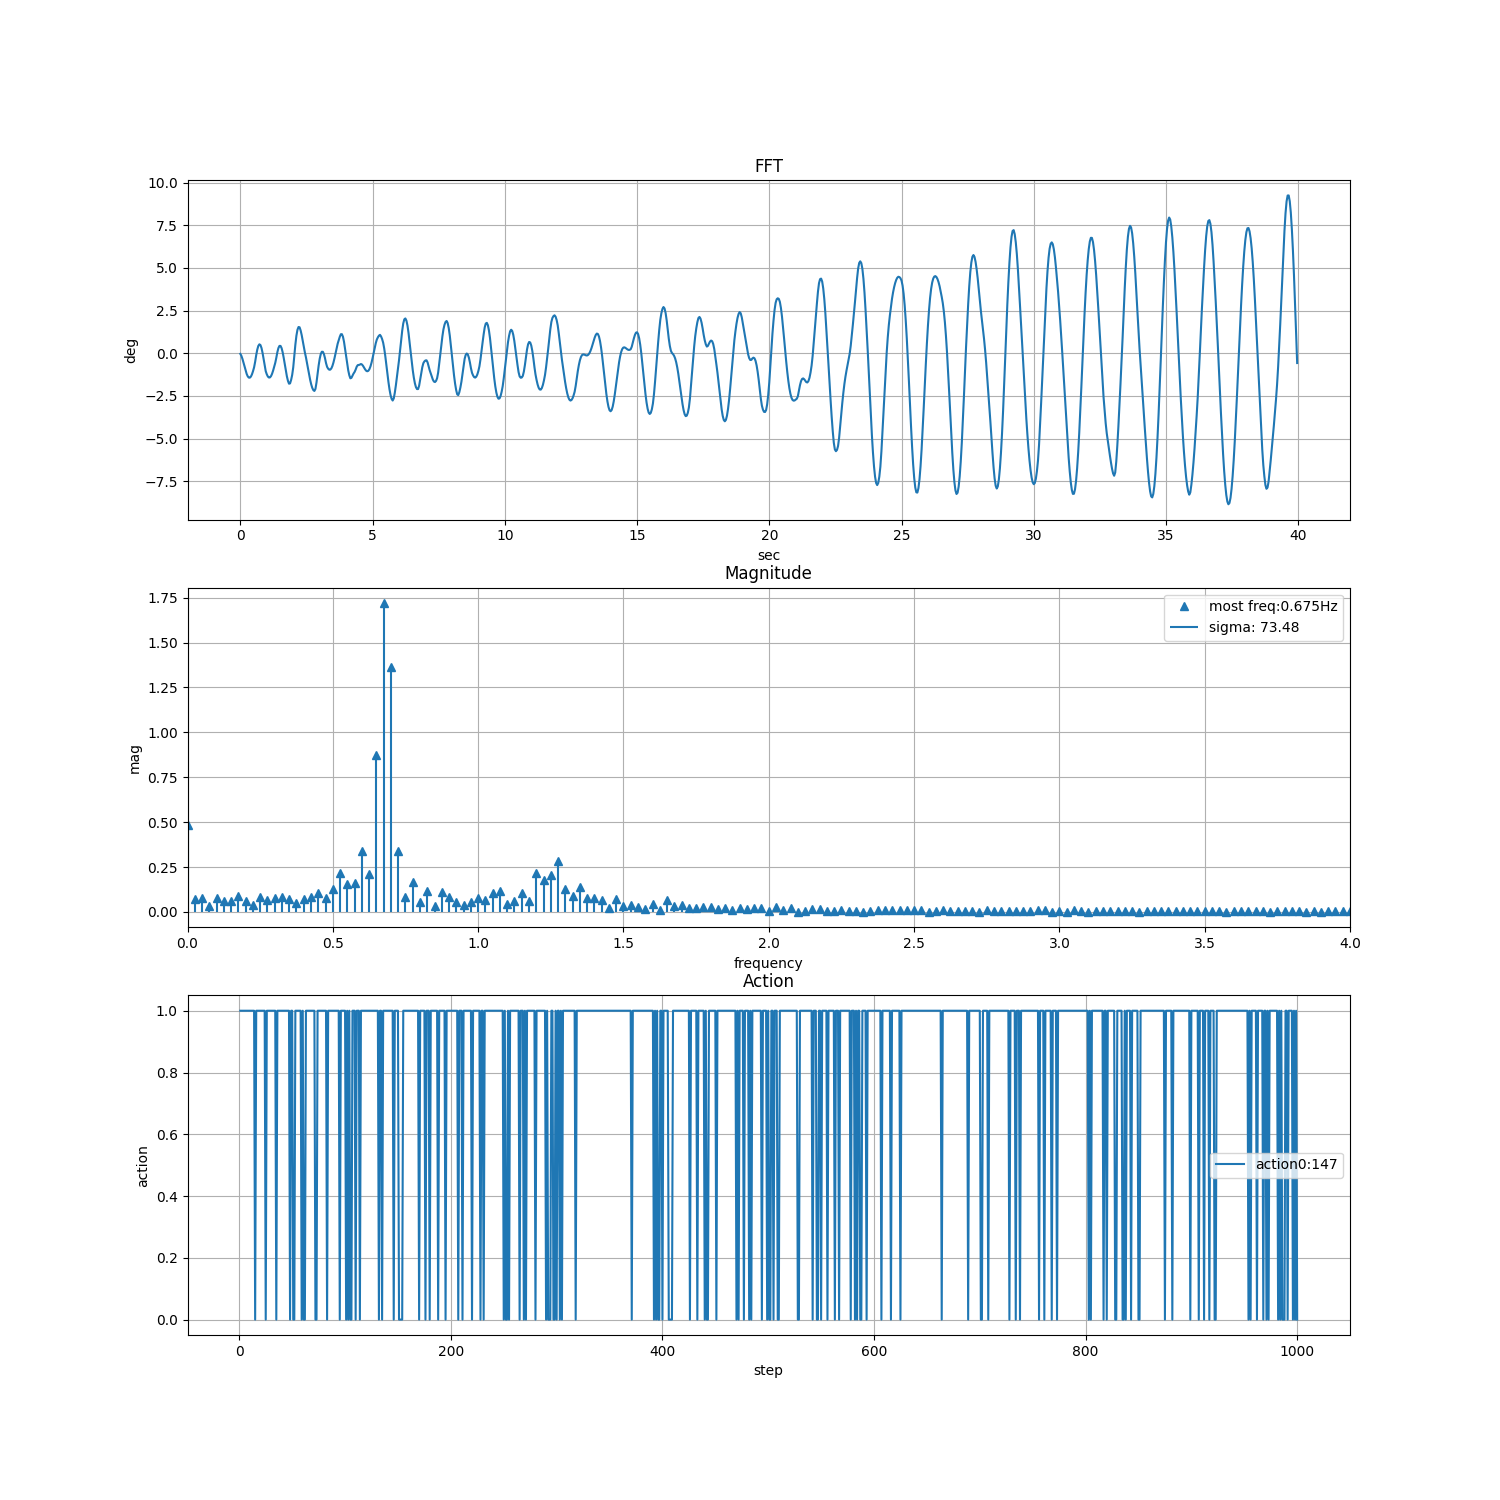 FFT
10.0
7.5
5.0
2.5
0.0
−2.5
−5.0
−7.5
deg
0 5 10 15 20 25 30 35 40
sec
Magnitude
1.75
1.50
1.25
1.00
0.75
0.50
0.25
0.00
mag
most freq:0.675Hz
sigma: 73.48
0.0 0.5 1.0 1.5 2.0 2.5 3.0 3.5 4.0
frequency
Action
1.0
0.8
0.6
0.4
0.2
0.0
action
action0:147
0 200 400 600 800 1000
step